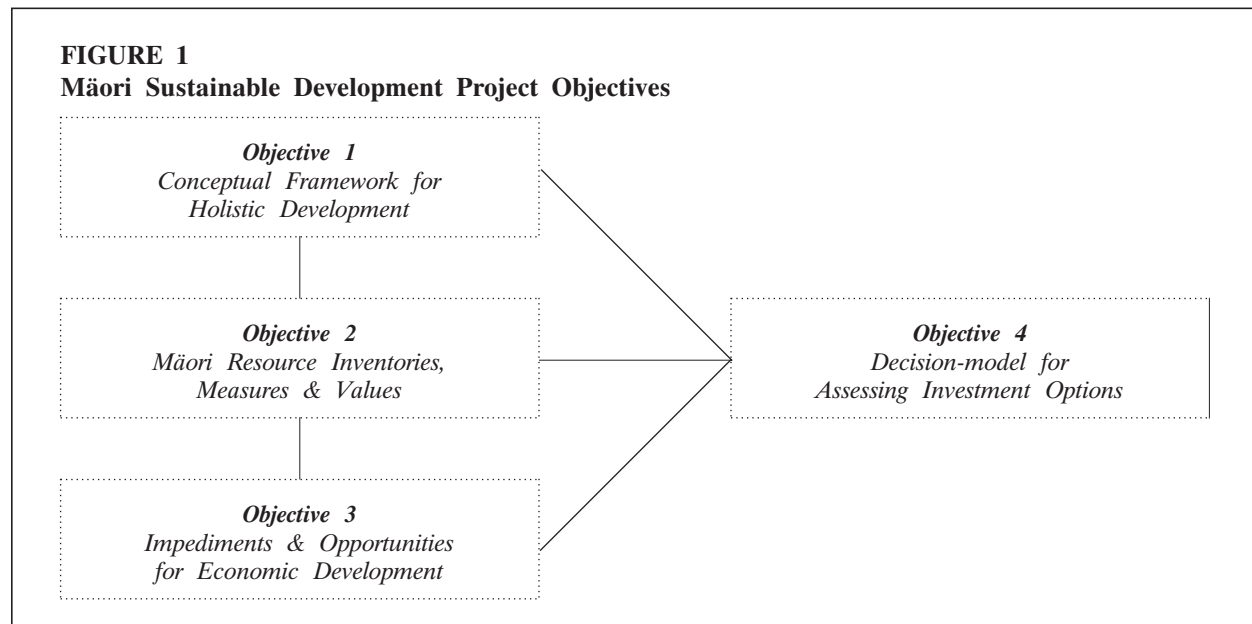 FIGURE 1
Mäori Sustainable Development Project Objectives
Objective 1
Conceptual Framework for
Holistic Development
Objective 2
Mäori Resource Inventories,
Measures & Values
Objective 3
Impediments & Opportunities
for Economic Development
Objective 4
Decision-model for
Assessing Investment Options